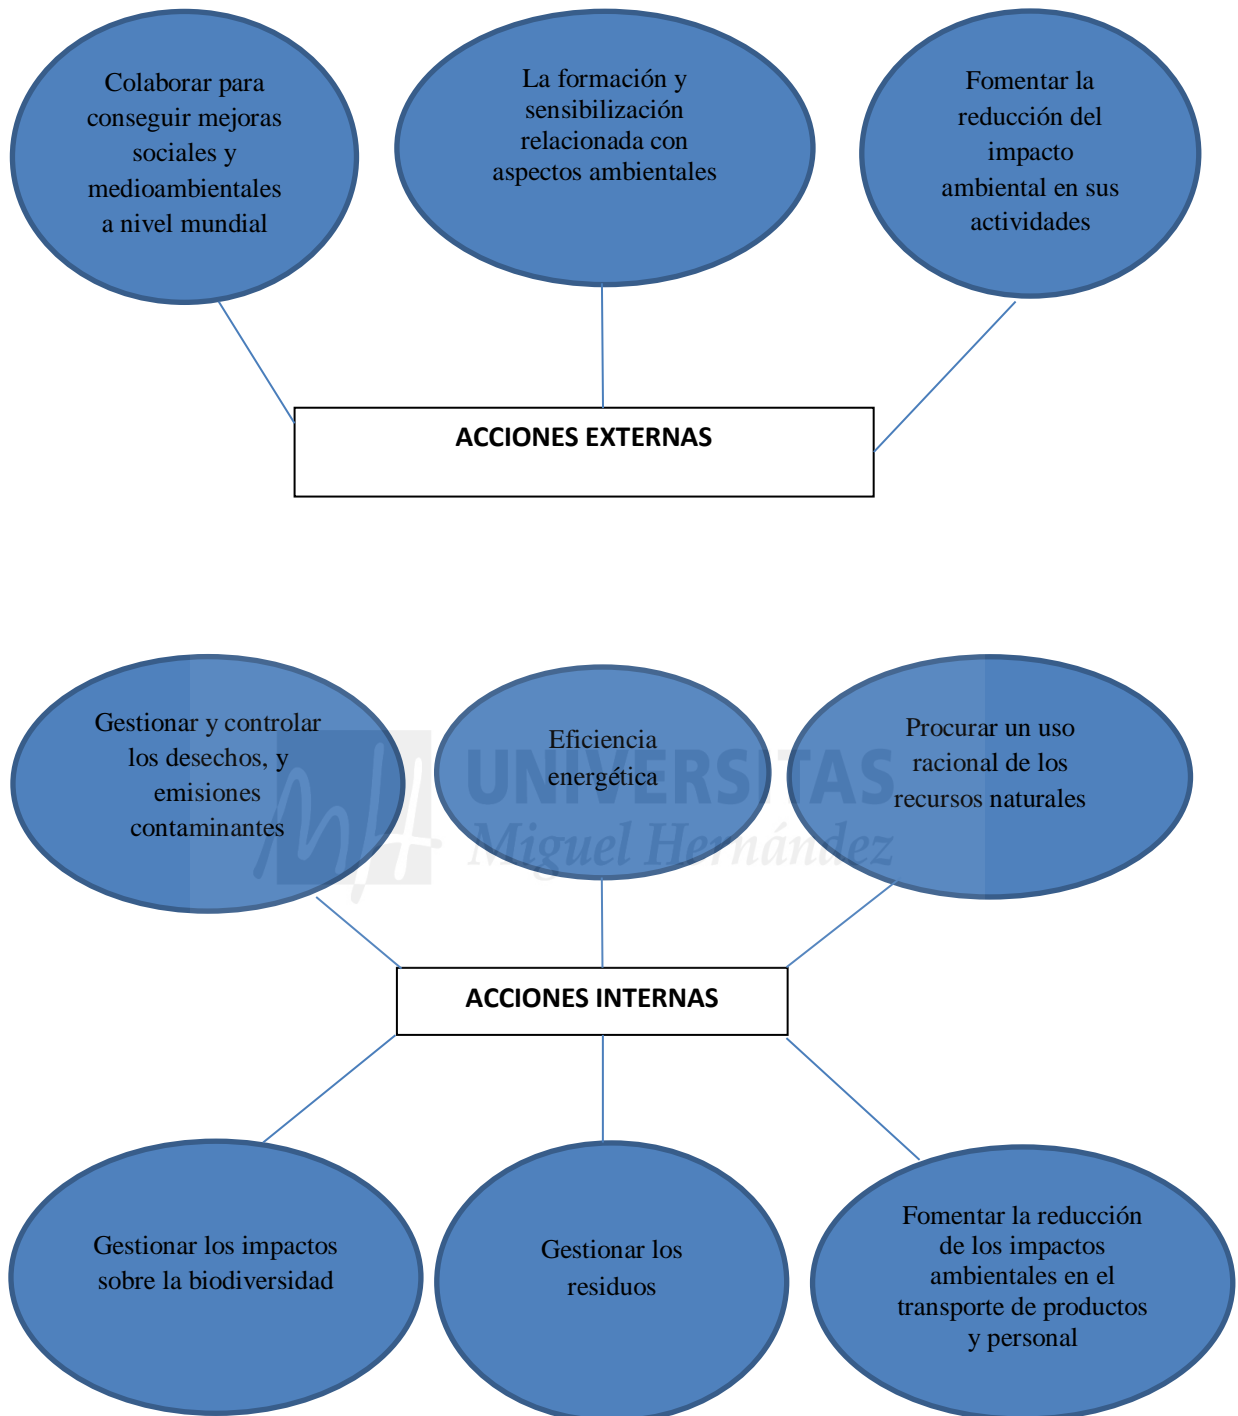 Colaborar para
conseguir mejoras
sociales y
medioambientales
a nivel mundial
La formación y
sensibilización
relacionada con
aspectos ambientales
Fomentar la
reducción del
impacto
ambiental en sus
actividades
ACCIONES EXTERNAS
Gestionar y controlar
los desechos, y
emisiones
contaminantes
Eficiencia
energética
Procurar un uso
racional de los
recursos naturales
UNIVERSITAS
Miguel Hernández
ACCIONES INTERNAS
Gestionar los impactos
sobre la biodiversidad
Gestionar los
residuos
Fomentar la reducción
de los impactos
ambientales en el
transporte de productos
y personal